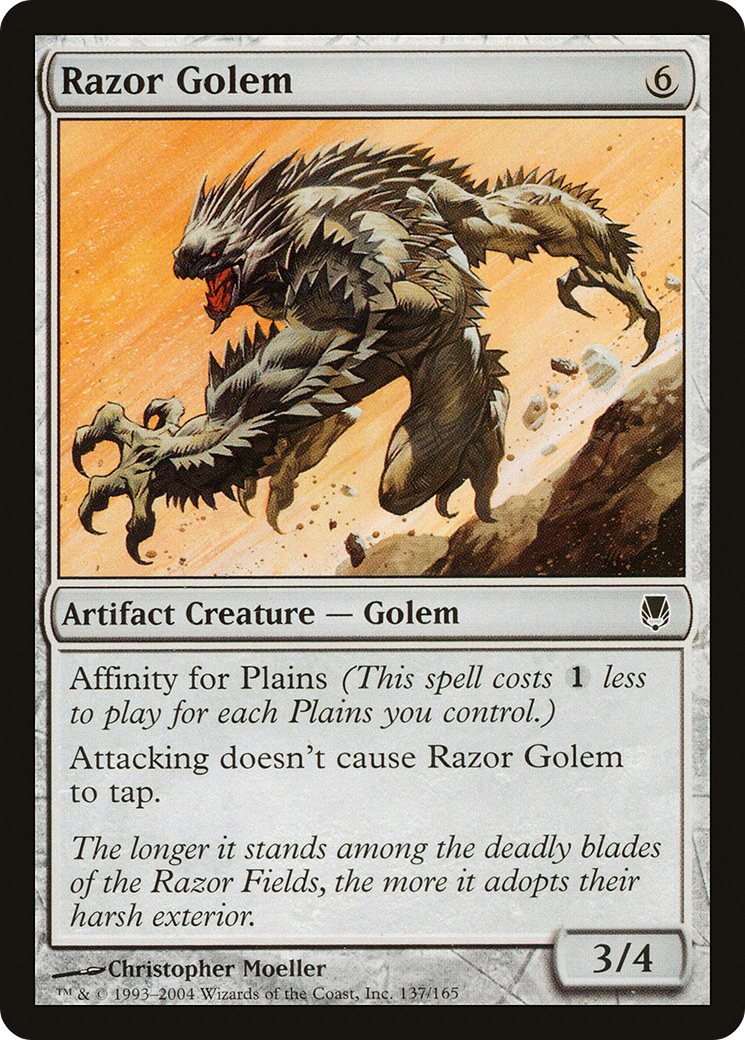 Razor Golem 6
Artifact Creature — Golem
Affinity for Plains (This spell costs 1 less
to play for each Plains you control.)
Attacking doesn't cause Razor Golem
to tap.
The longer it stands among the deadly blades
of the Razor Fields, the more it adopts their
harsh exterior.
3/4
Christopher Moeller
™ & © 1993–2004 Wizards of the Coast, Inc. 137/165